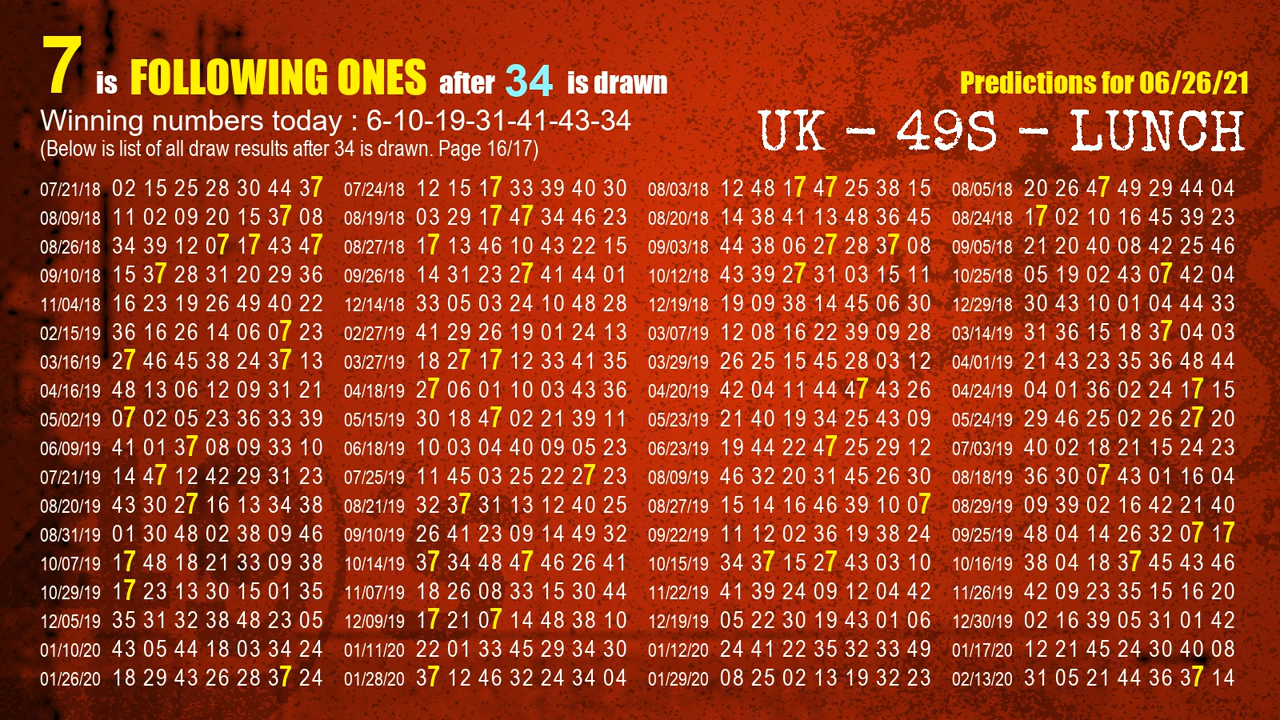 7 is FOLLOWING ONES after 34 is drawn
Predictions for 06/26/21
Winning numbers today : 6-10-19-31-41-43-34
UK - 49S - LUNCH
(Below is list of all draw results after 34 is drawn. Page 16/17)
07/21/18 02 15 25 28 30 44 37 07/24/18 12 15 17 33 39 40 30 08/03/18 12 48 17 47 25 38 15 08/05/18 20 26 47 49 29 44 04
08/09/18 11 02 09 20 15 37 08 08/19/18 03 29 17 47 34 46 23 08/20/18 14 38 41 13 48 36 45 08/24/18 17 02 10 16 45 39 23
08/26/18 34 39 12 07 17 43 47 08/27/18 17 13 46 10 43 22 15 09/03/18 44 38 06 27 28 37 08 09/05/18 21 20 40 08 42 25 46
09/10/18 15 37 28 31 20 29 36 09/26/18 14 31 23 27 41 44 01 10/12/18 43 39 27 31 03 15 11 10/25/18 05 19 02 43 07 42 04
11/04/18 16 23 19 26 49 40 22 12/14/18 33 05 03 24 10 48 28 12/19/18 19 09 38 14 45 06 30 12/29/18 30 43 10 01 04 44 33
02/15/19 36 16 26 14 06 07 23 02/27/19 41 29 26 19 01 24 13 03/07/19 12 08 16 22 39 09 28 03/14/19 31 36 15 18 37 04 03
03/16/19 27 46 45 38 24 37 13 03/27/19 18 27 17 12 33 41 35 03/29/19 26 25 15 45 28 03 12 04/01/19 21 43 23 35 36 48 44
04/16/19 48 13 06 12 09 31 21 04/18/19 27 06 01 10 03 43 36 04/20/19 42 04 11 44 47 43 26 04/24/19 04 01 36 02 24 17 15
05/02/19 07 02 05 23 36 33 39 05/15/19 30 18 47 02 21 39 11 05/23/19 21 40 19 34 25 43 09 05/24/19 29 46 25 02 26 27 20
06/09/19 41 01 37 08 09 33 10 06/18/19 10 03 04 40 09 05 23 06/23/19 19 44 22 47 25 29 12 07/03/19 40 02 18 21 15 24 23
07/21/19 14 47 12 42 29 31 23 07/25/19 11 45 03 25 22 27 23 08/09/19 46 32 20 31 45 26 30 08/18/19 36 30 07 43 01 16 04
08/20/19 43 30 27 16 13 34 38 08/21/19 32 37 31 13 12 40 25 08/27/19 15 14 16 46 39 10 07 08/29/19 09 39 02 16 42 21 40
08/31/19 01 30 48 02 38 09 46 09/10/19 26 41 23 09 14 49 32 09/22/19 11 12 02 36 19 38 24 09/25/19 48 04 14 26 32 07 17
10/07/19 17 48 18 21 33 09 38 10/14/19 37 34 48 47 46 26 41 10/15/19 34 37 15 27 43 03 10 10/16/19 38 04 18 37 45 43 46
10/29/19 17 23 13 30 15 01 35 11/07/19 18 26 08 33 15 30 44 11/22/19 41 39 24 09 12 04 42 11/26/19 42 09 23 35 15 16 20
12/05/19 35 31 32 38 48 23 05 12/09/19 17 21 07 14 48 38 10 12/19/19 05 22 30 19 43 01 06 12/30/19 02 16 39 05 31 01 42
01/10/20 43 05 44 18 03 34 24 01/11/20 22 01 33 45 29 34 30 01/12/20 24 41 22 35 32 33 49 01/17/20 12 21 45 24 30 40 08
01/26/20 18 29 43 26 28 37 24 01/28/20 37 12 46 32 24 34 04 01/29/20 08 25 02 13 19 32 23 02/13/20 31 05 21 44 36 37 14